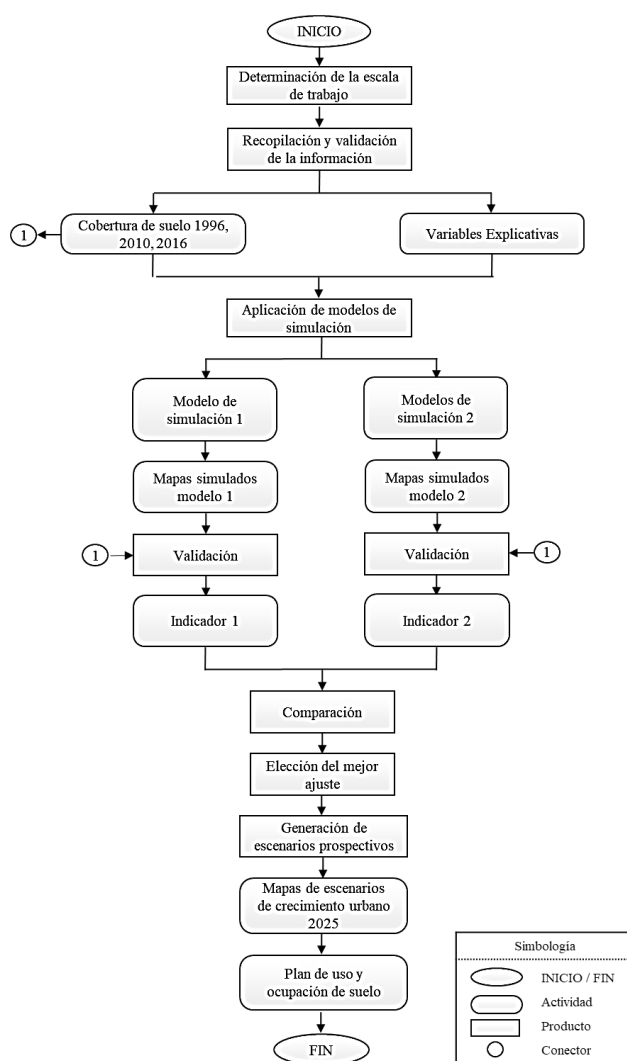 INICIO
Determinación de la escala
de trabajo
Recopilación y validación
de la información
1
Cobertura de suelo 1996,
2010, 2016
Variables Explicativas
Aplicación de modelos de
simulación
Modelo de
simulación 1
Modelos de
simulación 2
Mapas simulados
modelo 1
Mapas simulados
modelo 2
1
Validación
Validación
1
Indicador 1
Indicador 2
Comparación
Elección del mejor
ajuste
Generación de
escenarios prospectivos
Mapas de escenarios
de crecimiento urbano
2025
Plan de uso y
ocupación de suelo
FIN
Simbología
INICIO / FIN
Actividad
Producto
Conector